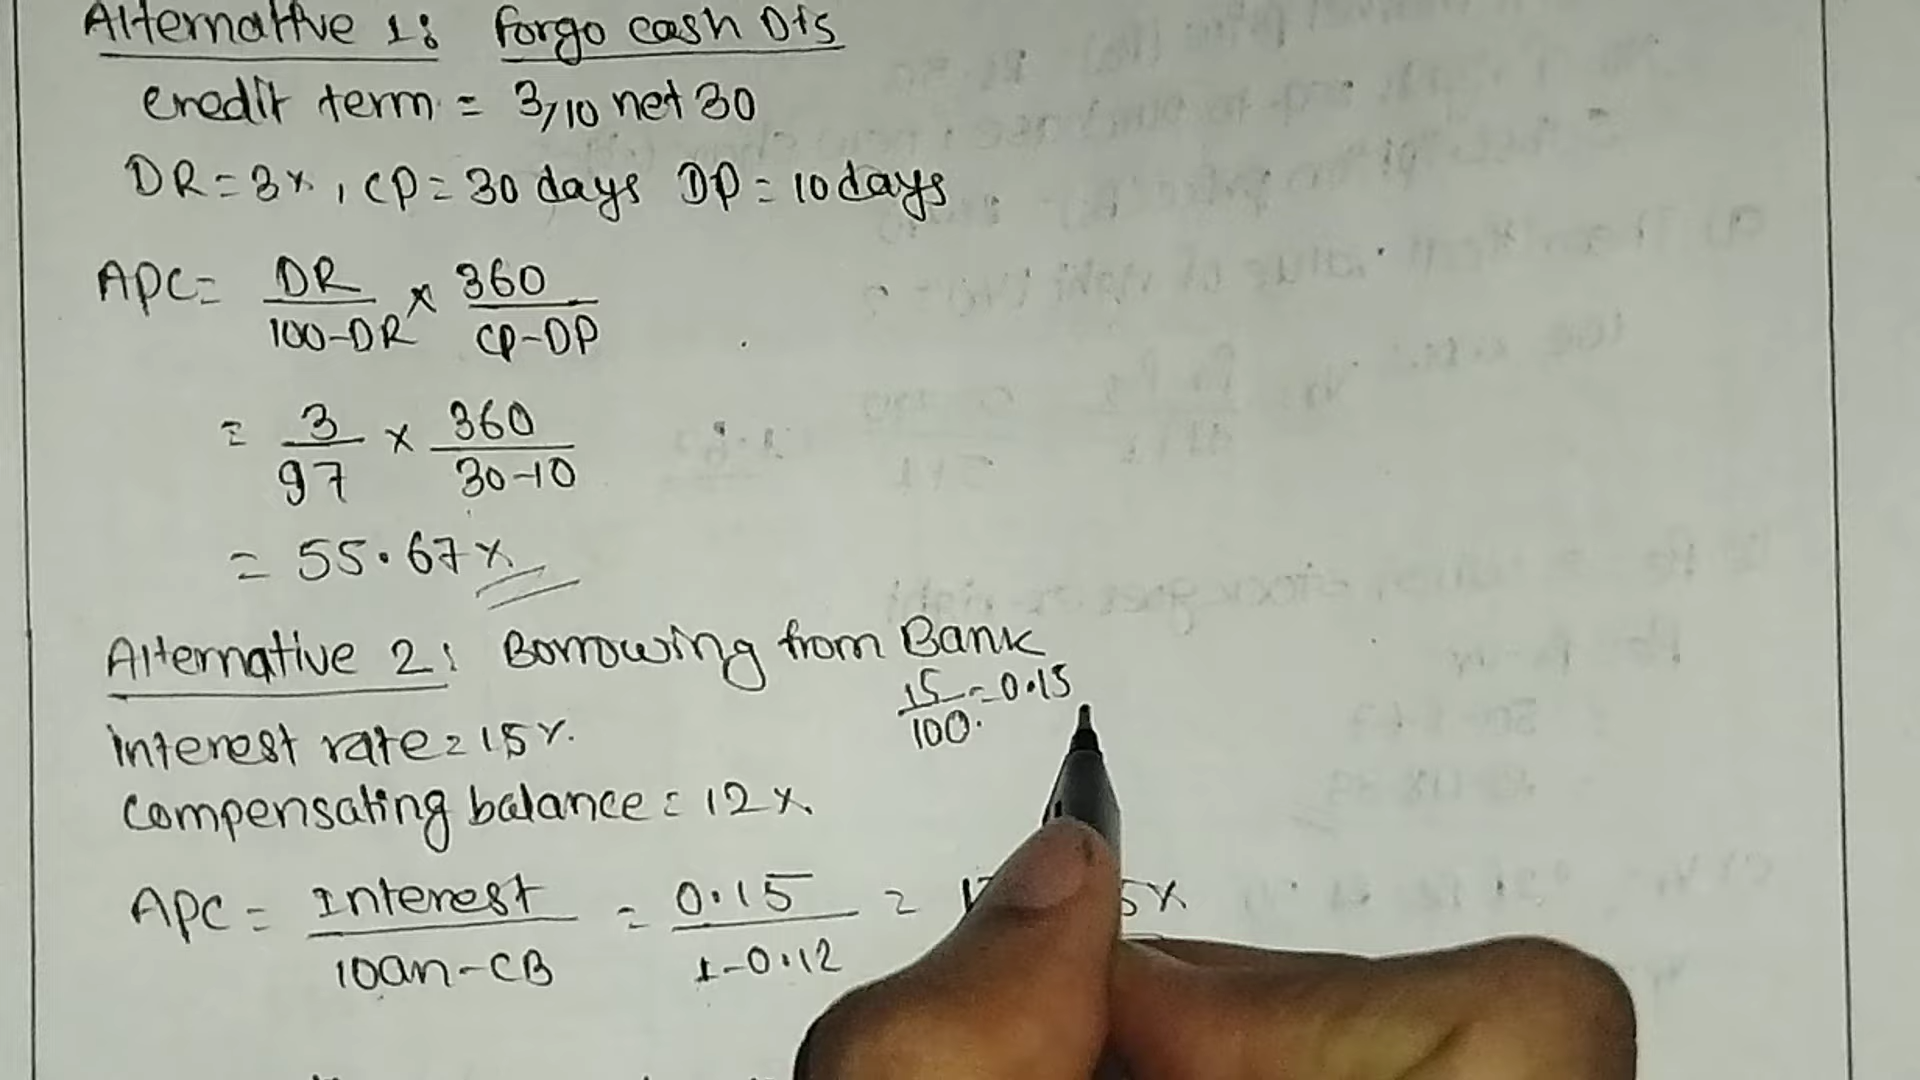 Alternative 1: Forgo cash Dis
credit term = 3/10 net 30
DR = 3%, CP = 30 days DP = 10 days
APC = DR/100-DR × 360/CP-DP
= 3/97 × 360/30-10
= 55.67%
Alternative 2: Borrowing from Bank
15/100 = 0.15
interest rate = 15%
compensating balance = 12%
APC = Interest/loan-CB = 0.15/1-0.12 =